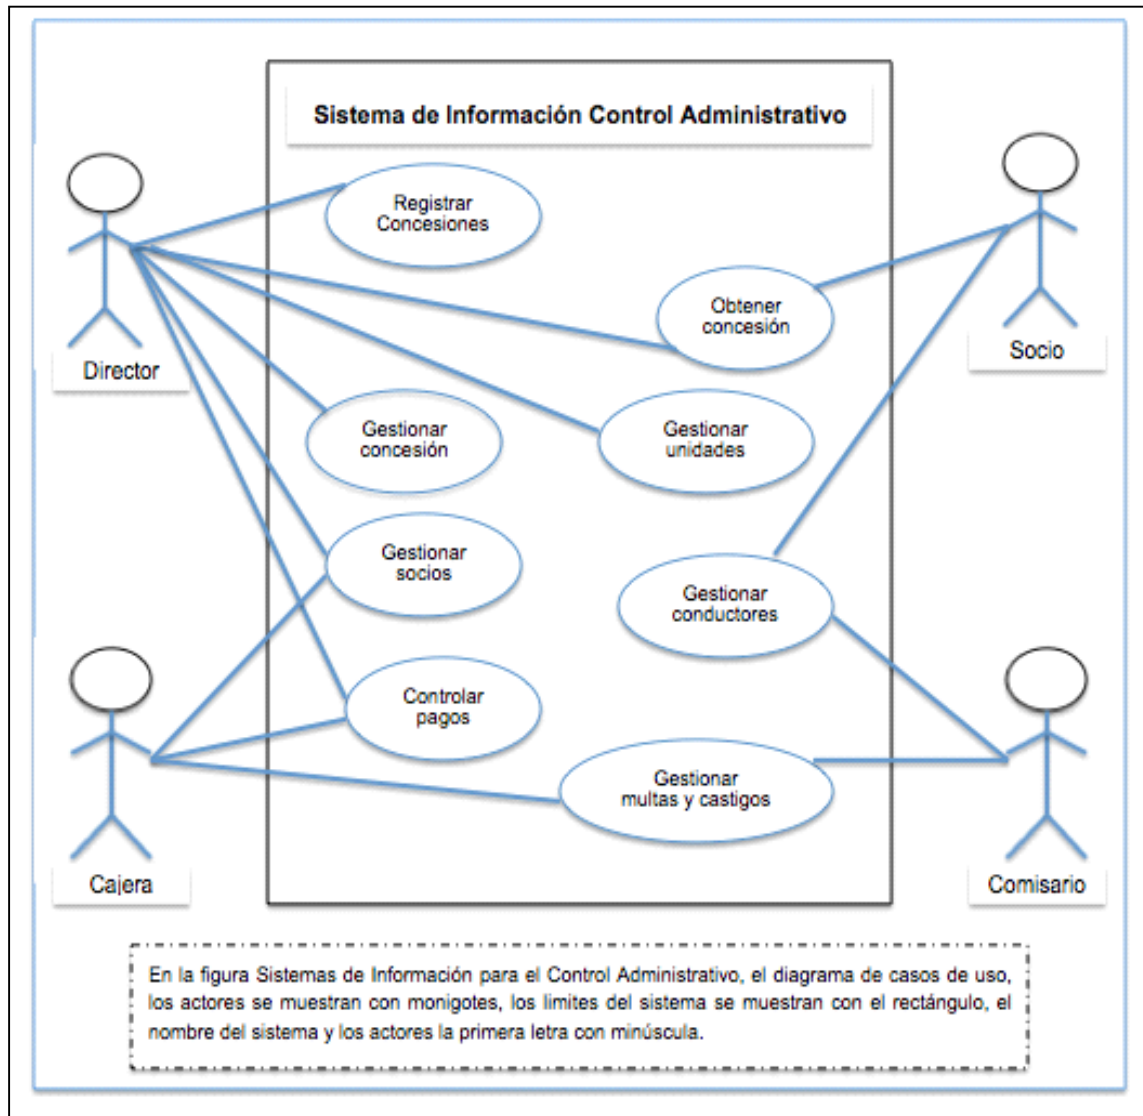 Sistema de Información Control Administrativo
Registrar
Concesiones
Obtener
concesión
Socio
Director
Gestionar
concesión
Gestionar
unidades
Gestionar
socios
Gestionar
conductores
Controlar
pagos
Gestionar
multas y castigos
Cajera
Comisario
En la figura Sistemas de Información para el Control Administrativo, el diagrama de casos de uso,
los actores se muestran con monigotes, los limites del sistema se muestran con el rectángulo, el
nombre del sistema y los actores la primera letra con minúscula.